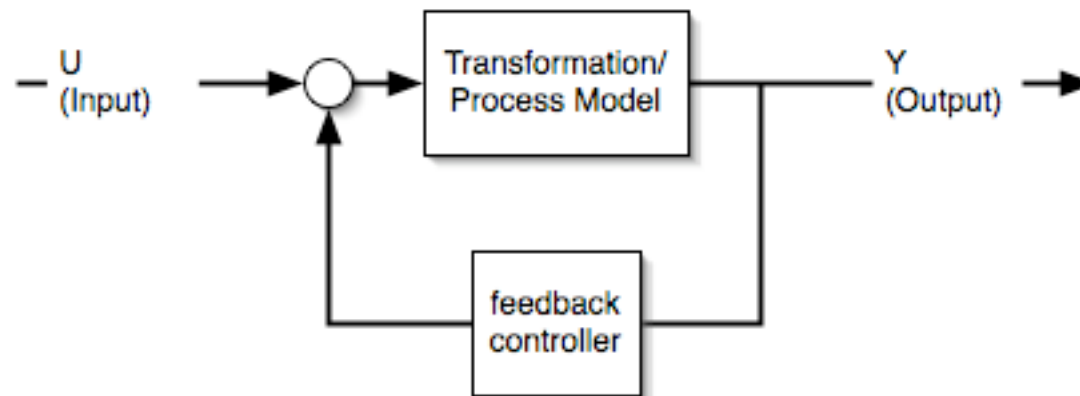 U
(Input)
Transformation/
Process Model
Y
(Output)
feedback
controller